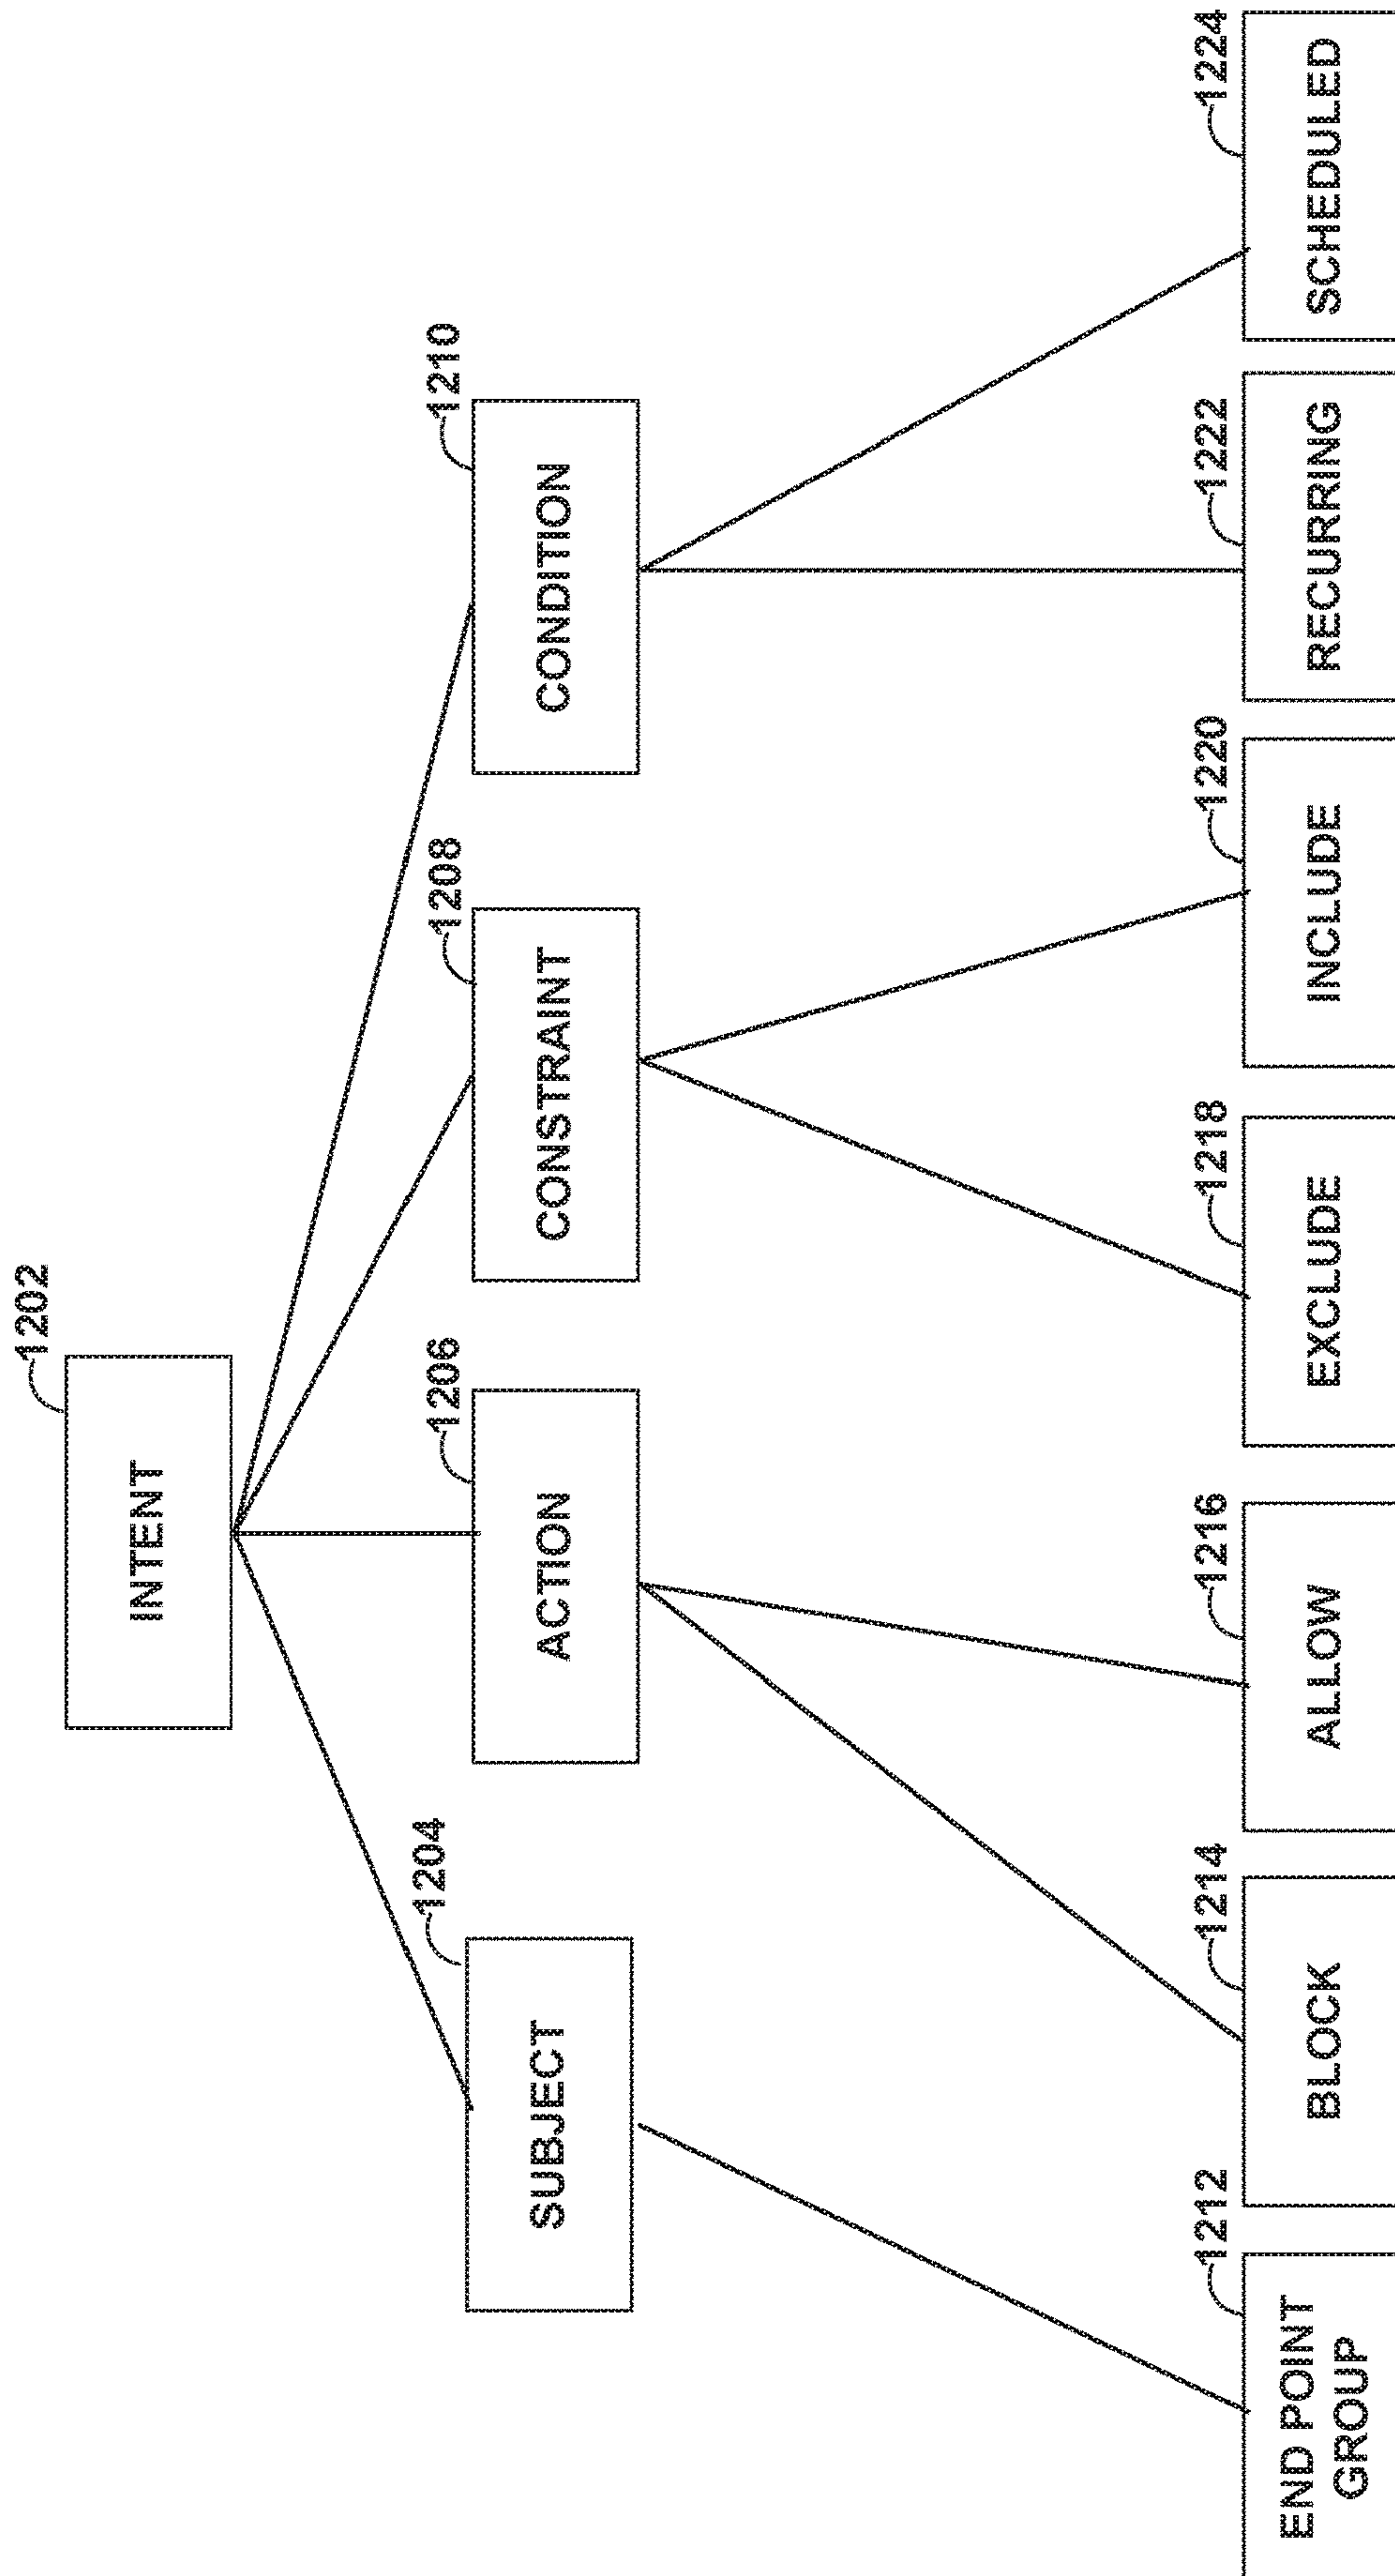 1202
INTENT
1204
1206
1208
1210
SUBJECT
ACTION
CONSTRAINT
CONDITION
1212
1214
1216
1218
1220
1222
1224
END POINT
GROUP
BLOCK
ALLOW
EXCLUDE
INCLUDE
RECURRING
SCHEDULED